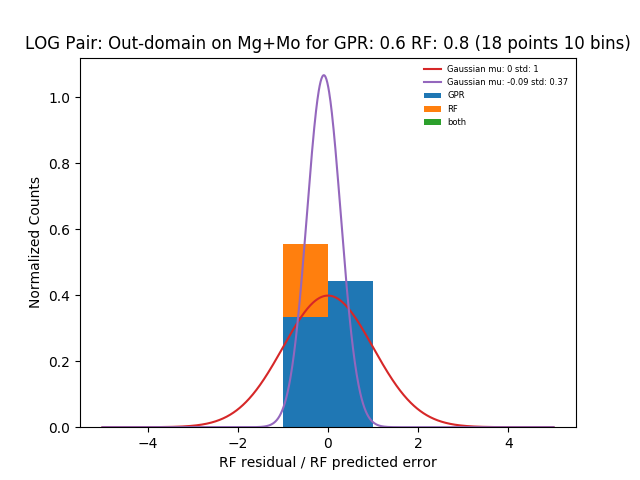 LOG Pair: Out-domain on Mg+Mo for GPR: 0.6 RF: 0.8 (18 points 10 bins)
Gaussian mu: 0 std: 1
Gaussian mu: -0.09 std: 0.37
GPR
RF
both
1.0
0.8
0.6
0.4
0.2
0.0
Normalized Counts
−4
−2
0
2
4
RF residual / RF predicted error